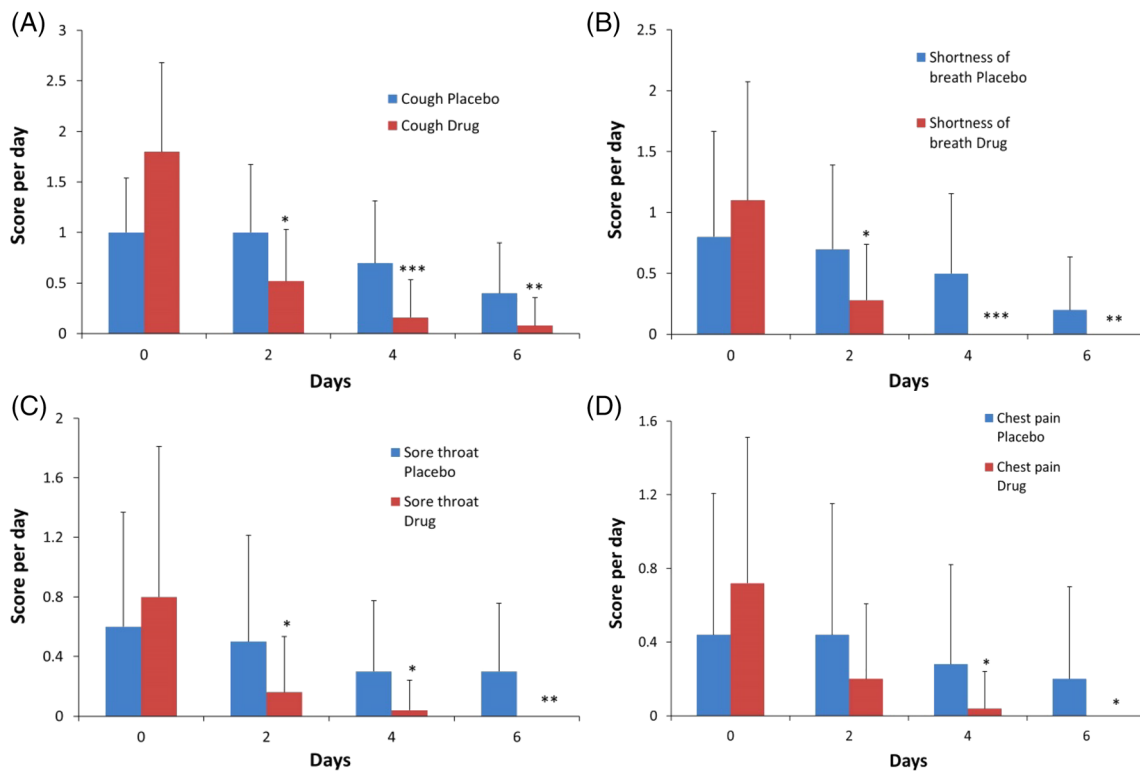 (A)
3
2.5
2
1.5
1
0.5
0
Score per day
Cough Placebo
Cough Drug
*
***
**
0 2 4 6
Days
(B)
2.5
2
1.5
1
0.5
0
Score per day
Shortness of
breath Placebo
Shortness of
breath Drug
*
***
**
0 2 4 6
Days
(C)
2
1.6
1.2
0.8
0.4
0
Score per day
Sore throat
Placebo
Sore throat
Drug
*
*
**
0 2 4 6
Days
(D)
1.6
1.2
0.8
0.4
0
Score per day
Chest pain
Placebo
Chest pain
Drug
*
*
0 2 4 6
Days